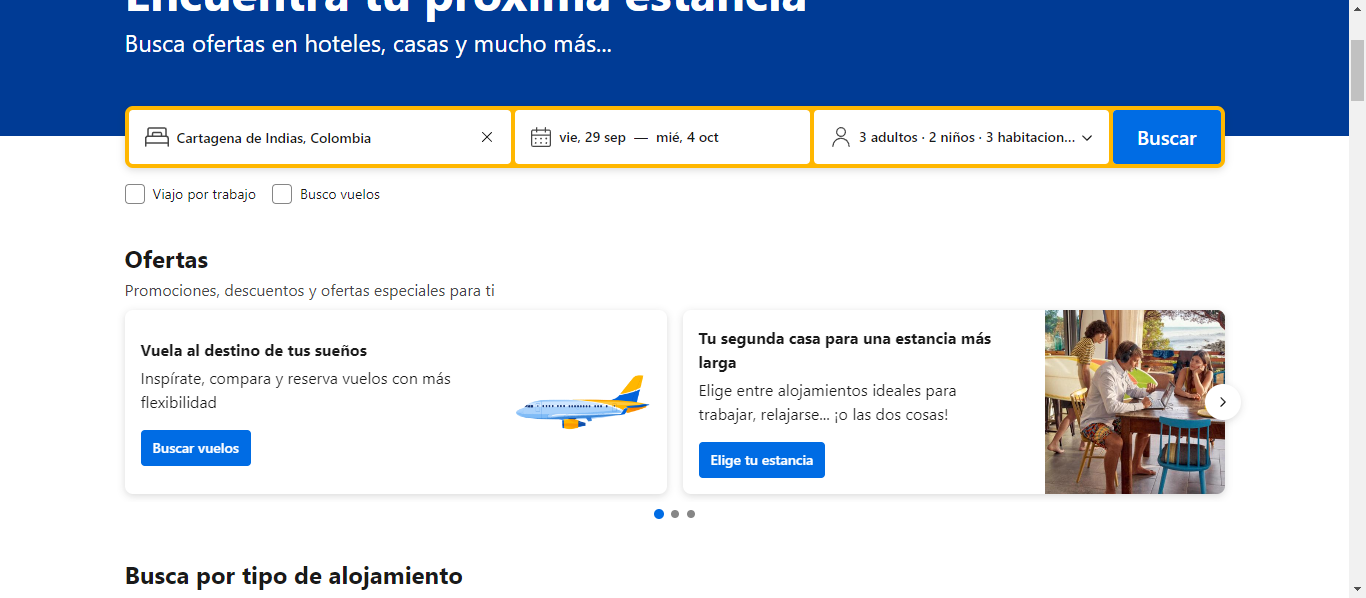 Encuentra tu próxima estancia
Busca ofertas en hoteles, casas y mucho más...
Cartagena de Indias, Colombia
vie, 29 sep — mié, 4 oct
3 adultos · 2 niños · 3 habitacion...
Buscar
Viajo por trabajo
Busco vuelos
Ofertas
Promociones, descuentos y ofertas especiales para ti
Vuela al destino de tus sueños
Inspírate, compara y reserva vuelos con más
flexibilidad
Buscar vuelos
Tu segunda casa para una estancia más
larga
Elige entre alojamientos ideales para
trabajar, relajarse... ¡o las dos cosas!
Elige tu estancia
Busca por tipo de alojamiento